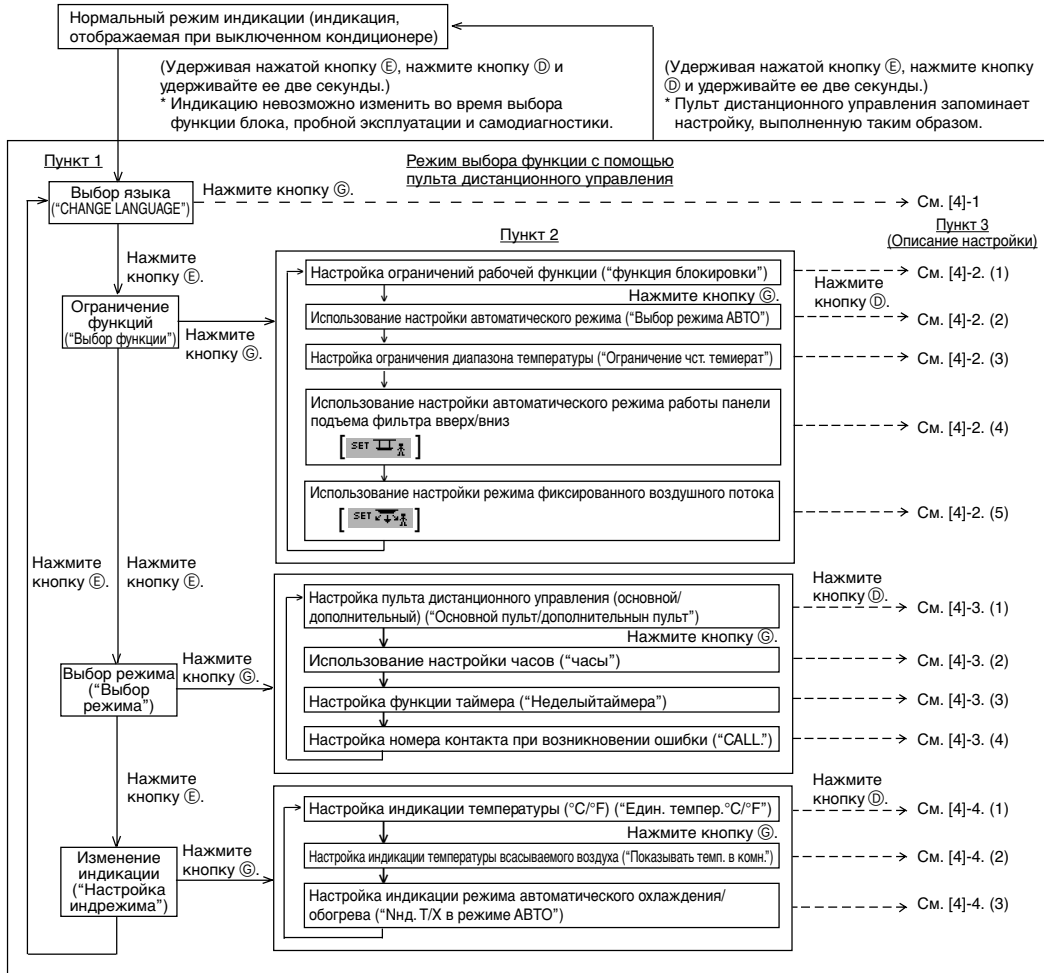 Нормальный режим индикации (индикация,
отображаемая при выключенном кондиционере)
(Удерживая нажатой кнопку Ⓔ, нажмите кнопку Ⓓ и
удерживайте ее две секунды.)
* Индикацию невозможно изменить во время выбора
функции блока, пробной эксплуатации и самодиагностики.
(Удерживая нажатой кнопку Ⓔ, нажмите кнопку
Ⓓ и удерживайте ее две секунды.)
* Пульт дистанционного управления запоминает
настройку, выполненную таким образом.
Пункт 1
Режим выбора функции с помощью
пульта дистанционного управления
Выбор языка
(“CHANGE LANGUAGE”)
Нажмите кнопку Ⓖ.
См. [4]-1
Пункт 2
Пункт 3
(Описание настройки)
Нажмите
кнопку Ⓔ.
Ограничение
функций
(“Выбор функции”)
Нажмите
кнопку Ⓖ.
Настройка ограничений рабочей функции (“функция блокировки”)
См. [4]-2. (1)
Нажмите кнопку Ⓖ.
Нажмите
кнопку Ⓓ.
Использование настройки автоматического режима (“Выбор режима АВТО”)
См. [4]-2. (2)
Настройка ограничения диапазона температуры (“Ограничение чст. темиерат”)
См. [4]-2. (3)
Использование настройки автоматического режима работы панели
подъема фильтра вверх/вниз
[ SET ]
См. [4]-2. (4)
Использование настройки режима фиксированного воздушного потока
[ SET ]
См. [4]-2. (5)
Нажмите
кнопку Ⓔ.
Нажмите
кнопку Ⓔ.
Выбор режима
(“Выбор
режима”)
Нажмите
кнопку Ⓖ.
Настройка пульта дистанционного управления (основной/
дополнительный) (“Основной пульт/дополнительнын пульт”)
Нажмите
кнопку Ⓓ.
См. [4]-3. (1)
Нажмите кнопку Ⓖ.
Использование настройки часов (“часы”)
См. [4]-3. (2)
Настройка функции таймера (“Неделыйтаймера”)
См. [4]-3. (3)
Настройка номера контакта при возникновении ошибки (“CALL.”)
См. [4]-3. (4)
Нажмите
кнопку Ⓔ.
Изменение
индикации
(“Настройка
индрежима”)
Нажмите
кнопку Ⓖ.
Настройка индикации температуры (°C/°F) (“Един. темпер.°C/°F”)
Нажмите
кнопку Ⓓ.
См. [4]-4. (1)
Нажмите кнопку Ⓖ.
Настройка индикации температуры всасываемого воздуха (“Показывать темп. в комн.”)
См. [4]-4. (2)
Настройка индикации режима автоматического охлаждения/
обогрева (“Nнд. Т/Х в режиме АВТО”)
См. [4]-4. (3)